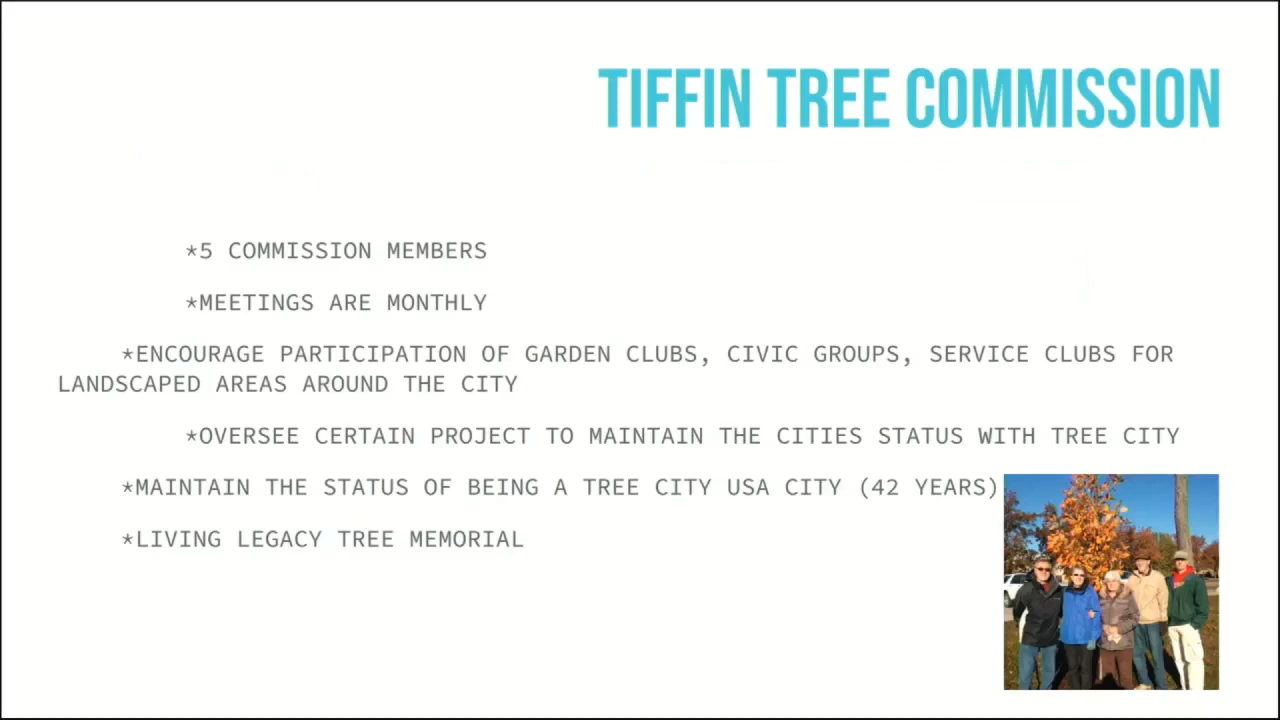 TIFFIN TREE COMMISSION
*5 COMMISSION MEMBERS
*MEETINGS ARE MONTHLY
*ENCOURAGE PARTICIPATION OF GARDEN CLUBS, CIVIC GROUPS, SERVICE CLUBS FOR
LANDSCAPED AREAS AROUND THE CITY
*OVERSEE CERTAIN PROJECT TO MAINTAIN THE CITIES STATUS WITH TREE CITY
*MAINTAIN THE STATUS OF BEING A TREE CITY USA CITY (42 YEARS)
*LIVING LEGACY TREE MEMORIAL